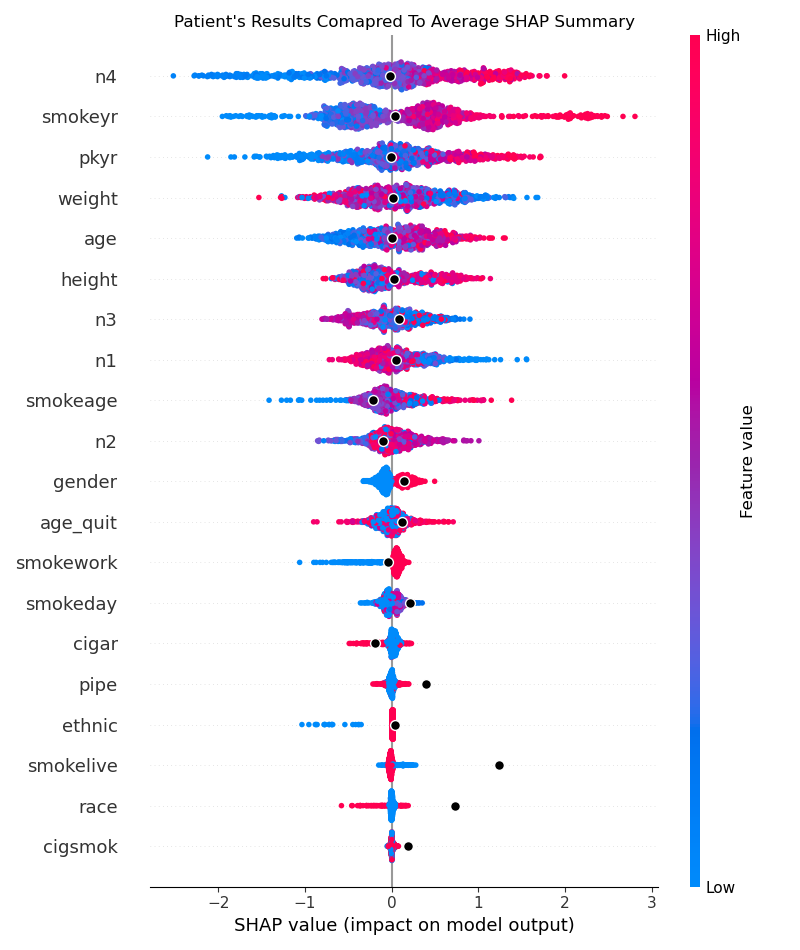 Patient's Results Comapred To Average SHAP Summary
High
n4
smokeyr
pkyr
weight
age
height
n3
n1
smokeage
n2
gender
age_quit
smokework
smokeday
cigar
pipe
ethnic
smokelive
race
cigsmok
Feature value
Low
−2 −1 0 1 2 3
SHAP value (impact on model output)